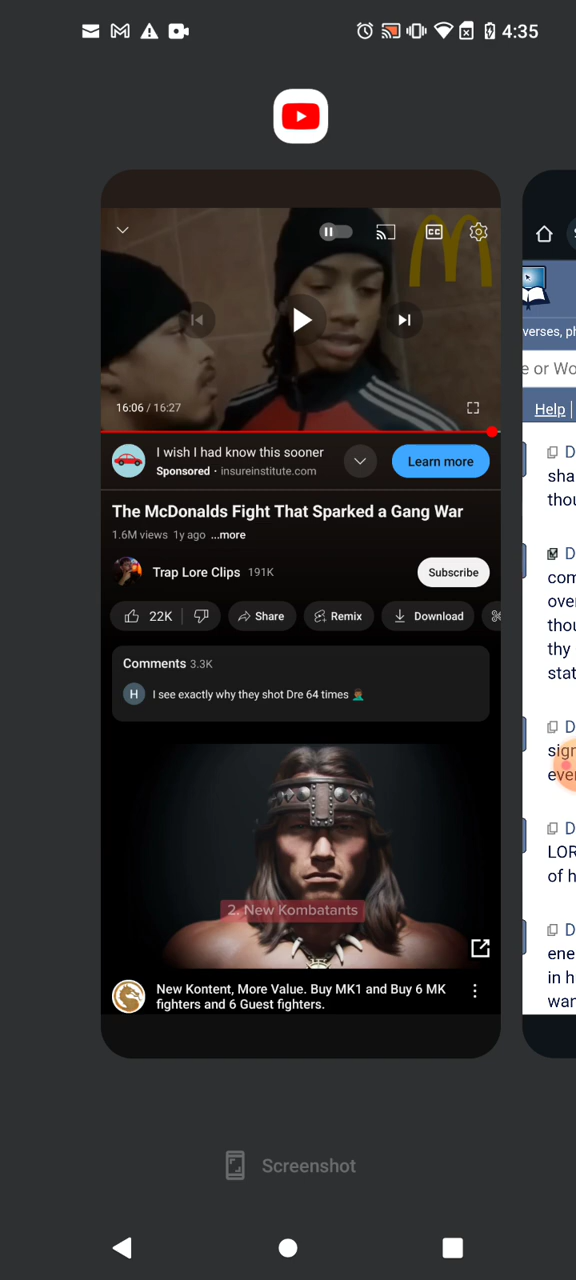 4:35
CC
16:06 / 16:27
I wish I had know this sooner
Sponsored · insureinstitute.com
Learn more
The McDonalds Fight That Sparked a Gang War
1.6M views 1y ago ...more
Trap Lore Clips 191K
Subscribe
22K
Share
Remix
Download
Comments 3.3K
H
I see exactly why they shot Dre 64 times 🤦🏾‍♂️
2. New Kombatants
New Kontent, More Value. Buy MK1 and Buy 6 MK
fighters and 6 Guest fighters.
verses, ph
e or Wo
Help
D
sha
thou
D
com
over
thou
thy
stat
D
sign
ever
D
LOR
of h
D
ene
in h
wan
Screenshot